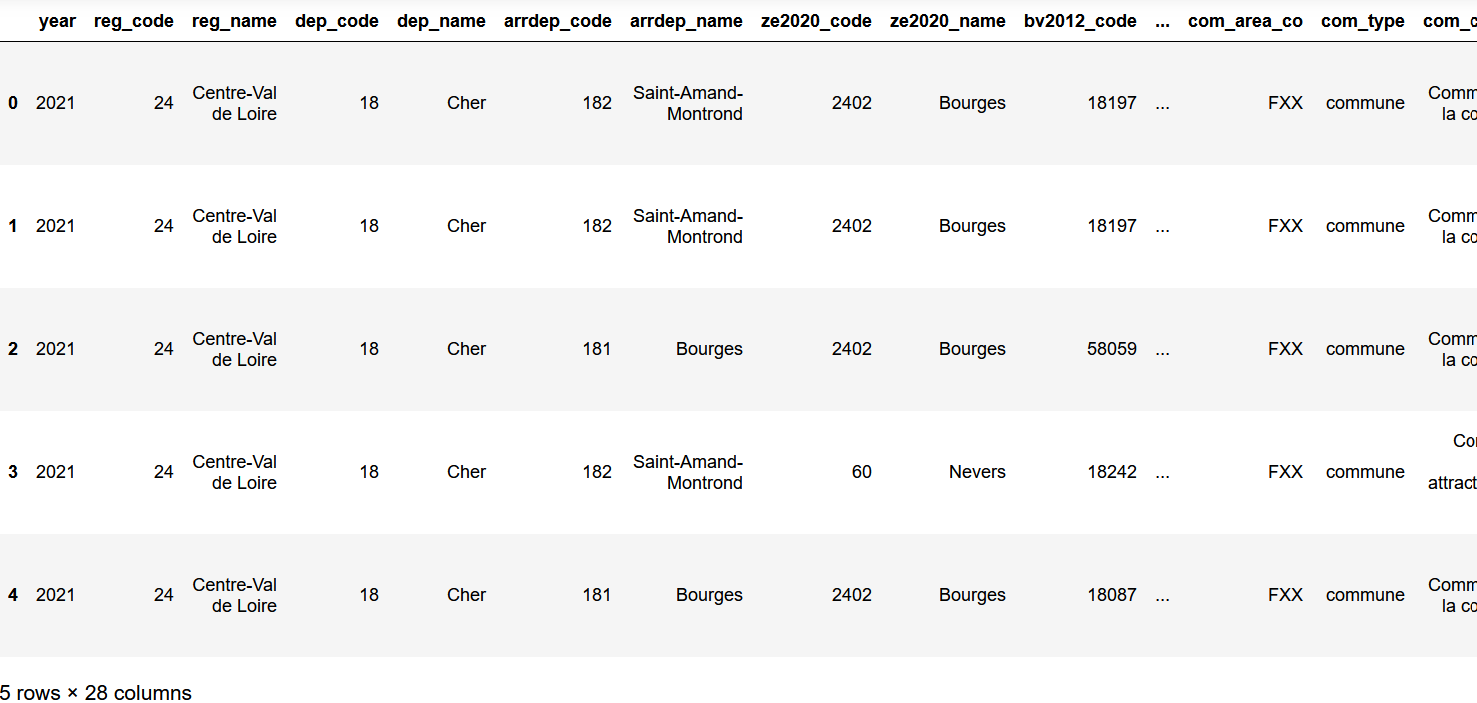 year reg_code reg_name dep_code dep_name arrdep_code arrdep_name ze2020_code ze2020_name bv2012_code ... com_area_co com_type com_c
Centre-Val Saint-Amand- Comm
0 2021 24 18 Cher 182 2402 Bourges 18197 ... FXX commune
de Loire Montrond la co
Centre-Val Saint-Amand- Comm
1 2021 24 18 Cher 182 2402 Bourges 18197 ... FXX commune
de Loire Montrond la co
Centre-Val Comm
2 2021 24 18 Cher 181 Bourges 2402 Bourges 58059 ... FXX commune
de Loire la co
Cor
Centre-Val Saint-Amand-
3 2021 24 18 Cher 182 60 Nevers 18242 ... FXX commune
de Loire Montrond attract
Centre-Val Comm
4 2021 24 18 Cher 181 Bourges 2402 Bourges 18087 ... FXX commune
de Loire la co
5 rows × 28 columns